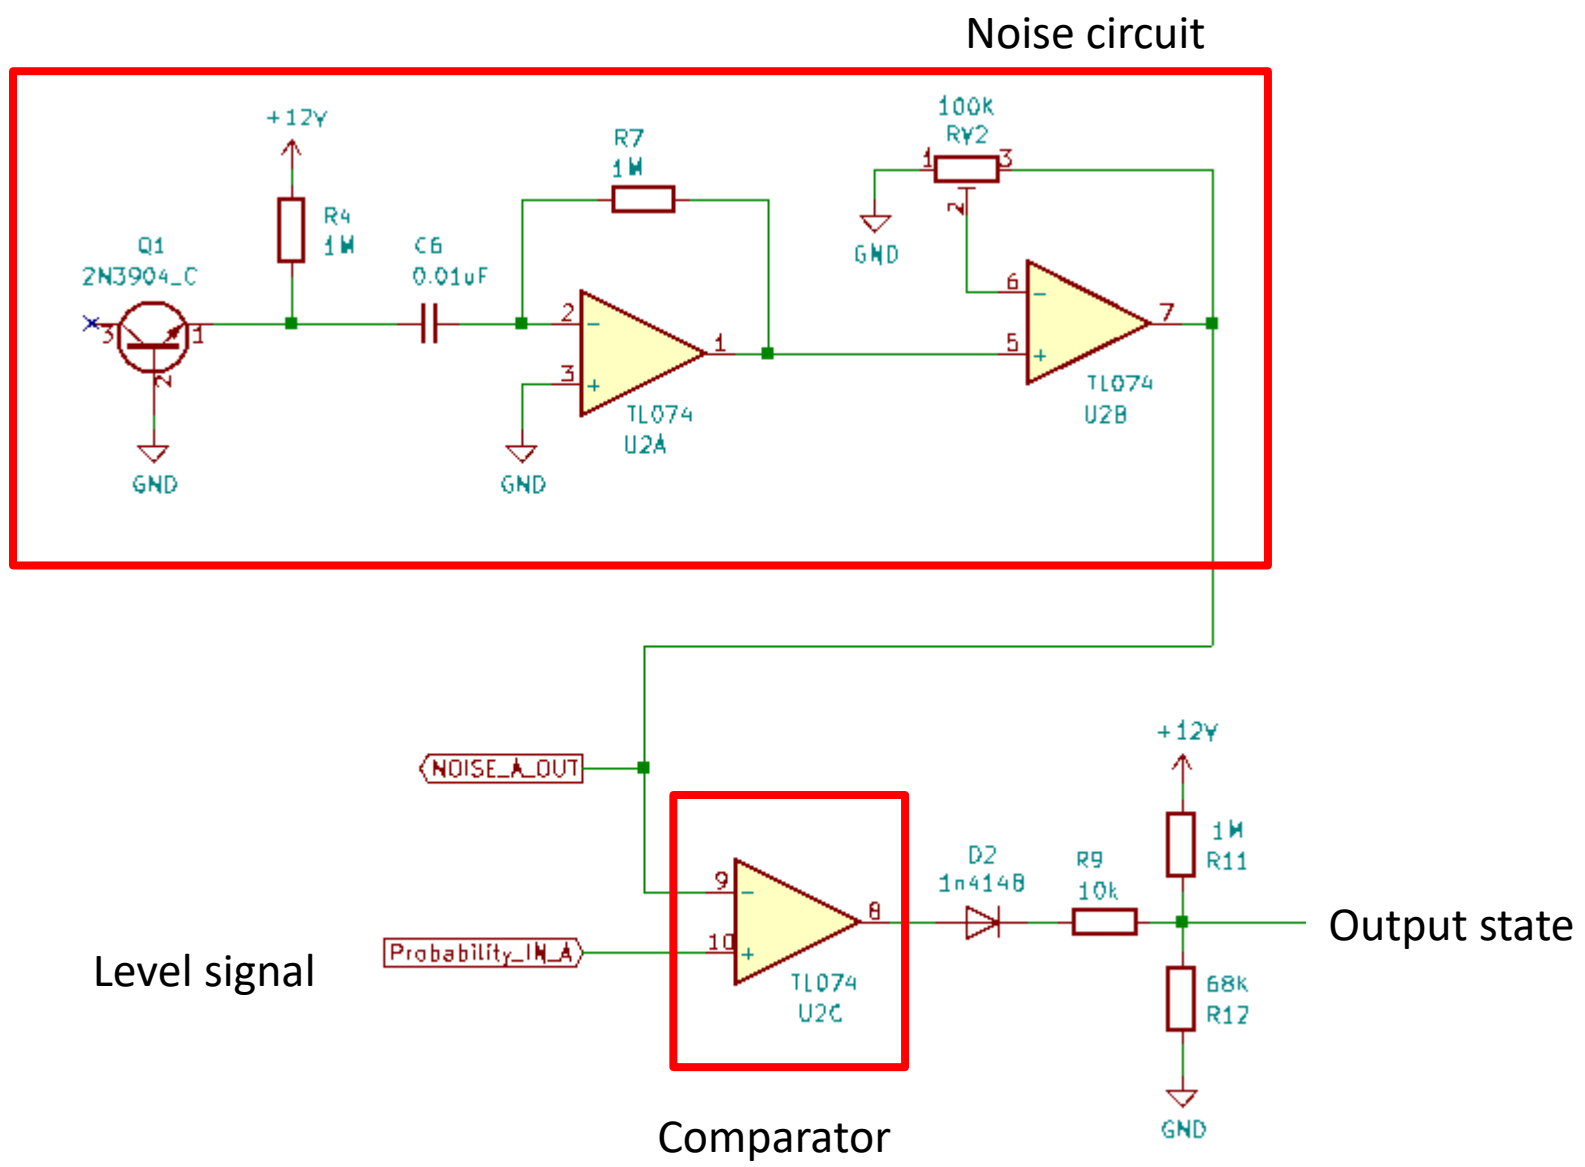 Noise circuit
+12V
R4
1M
Q1
2N3904_C
3
1
2
GND
C6
0.01uF
R7
1M
2
3
1
TL074
U2A
GND
100K
RV2
1
3
2
GND
6
5
7
TL074
U2B
NOISE_A_OUT
Level signal
Probability_IN_A
9
10
8
TL074
U2C
Comparator
D2
1n4148
R9
10k
+12V
1M
R11
Output state
68k
R12
GND